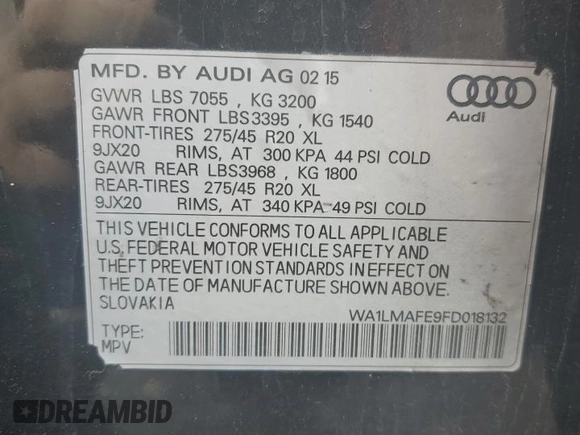 MFD. BY AUDI AG 02 15
GVWR LBS 7055 , KG 3200
GAWR FRONT LBS3395 , KG 1540
FRONT-TIRES 275/45 R20 XL
9JX20 RIMS, AT 300 KPA 44 PSI COLD
GAWR REAR LBS3968 , KG 1800
REAR-TIRES 275/45 R20 XL
9JX20 RIMS, AT 340 KPA 49 PSI COLD
Audi
THIS VEHICLE CONFORMS TO ALL APPLICABLE
U.S. FEDERAL MOTOR VEHICLE SAFETY AND
THEFT PREVENTION STANDARDS IN EFFECT ON
THE DATE OF MANUFACTURE SHOWN ABOVE.
SLOVAKIA
WA1LMAFE9FD018132
TYPE:
MPV
DREAMBID